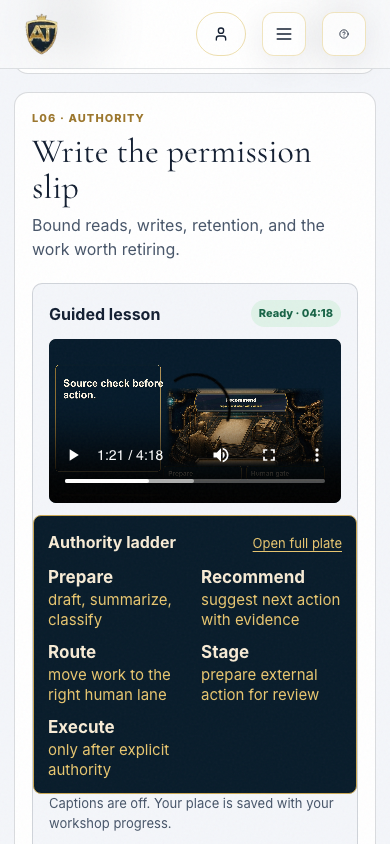 AT
L06 · AUTHORITY
Write the permission
slip
Bound reads, writes, retention, and the
work worth retiring.
Guided lesson
Ready · 04:18
Source check before
action.
Recommend
Prepare
Human gate
1:21 / 4:18
Authority ladder
Open full plate
Prepare
draft, summarize,
classify
Recommend
suggest next action
with evidence
Route
move work to the
right human lane
Stage
prepare external
action for review
Execute
only after explicit
authority
Captions are off. Your place is saved with your
workshop progress.